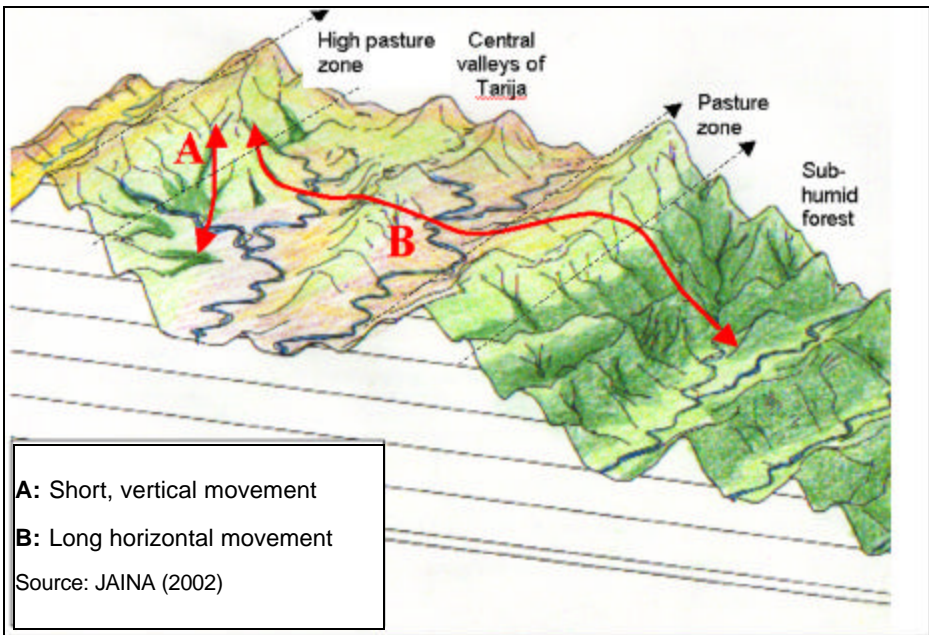 High pasture
zone
Central
valleys of
Tarija
Pasture
zone
Sub-
humid
forest
A
B
A: Short, vertical movement
B: Long horizontal movement
Source: JAINA (2002)